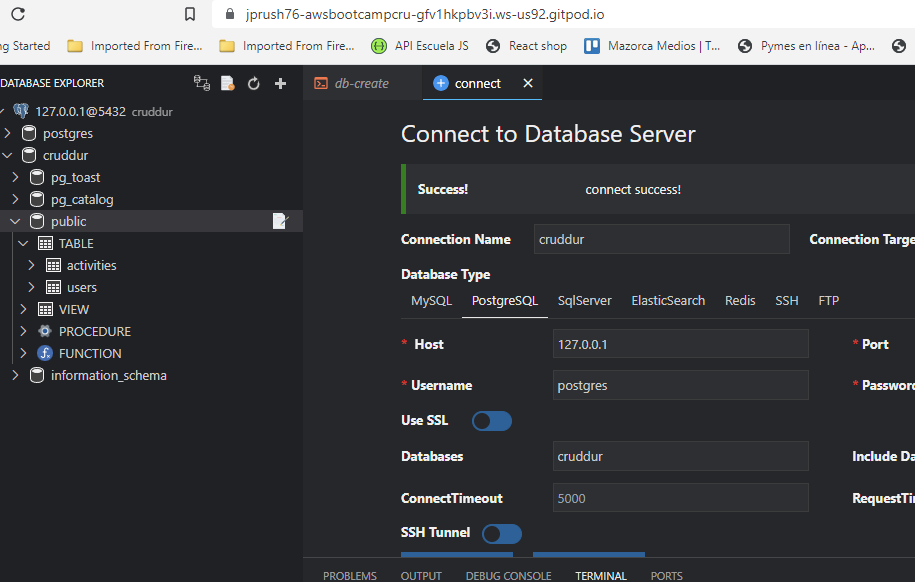 jprush76-awsbootcampcru-gfv1hkpbv3i.ws-us92.gitpod.io
ng Started Imported From Fire... Imported From Fire... API Escuela JS React shop Mazorca Medios | T... Pymes en línea - Ap...
DATABASE EXPLORER
127.0.0.1@5432 cruddur
postgres
cruddur
pg_toast
pg_catalog
public
TABLE
activities
users
VIEW
PROCEDURE
FUNCTION
information_schema
db-create connect
Connect to Database Server
Success! connect success!
Connection Name cruddur Connection Targe
Database Type
MySQL PostgreSQL SqlServer ElasticSearch Redis SSH FTP
* Host 127.0.0.1 * Port
* Username postgres * Password
Use SSL
Databases cruddur Include Da
ConnectTimeout 5000 RequestTi
SSH Tunnel
PROBLEMS OUTPUT DEBUG CONSOLE TERMINAL PORTS